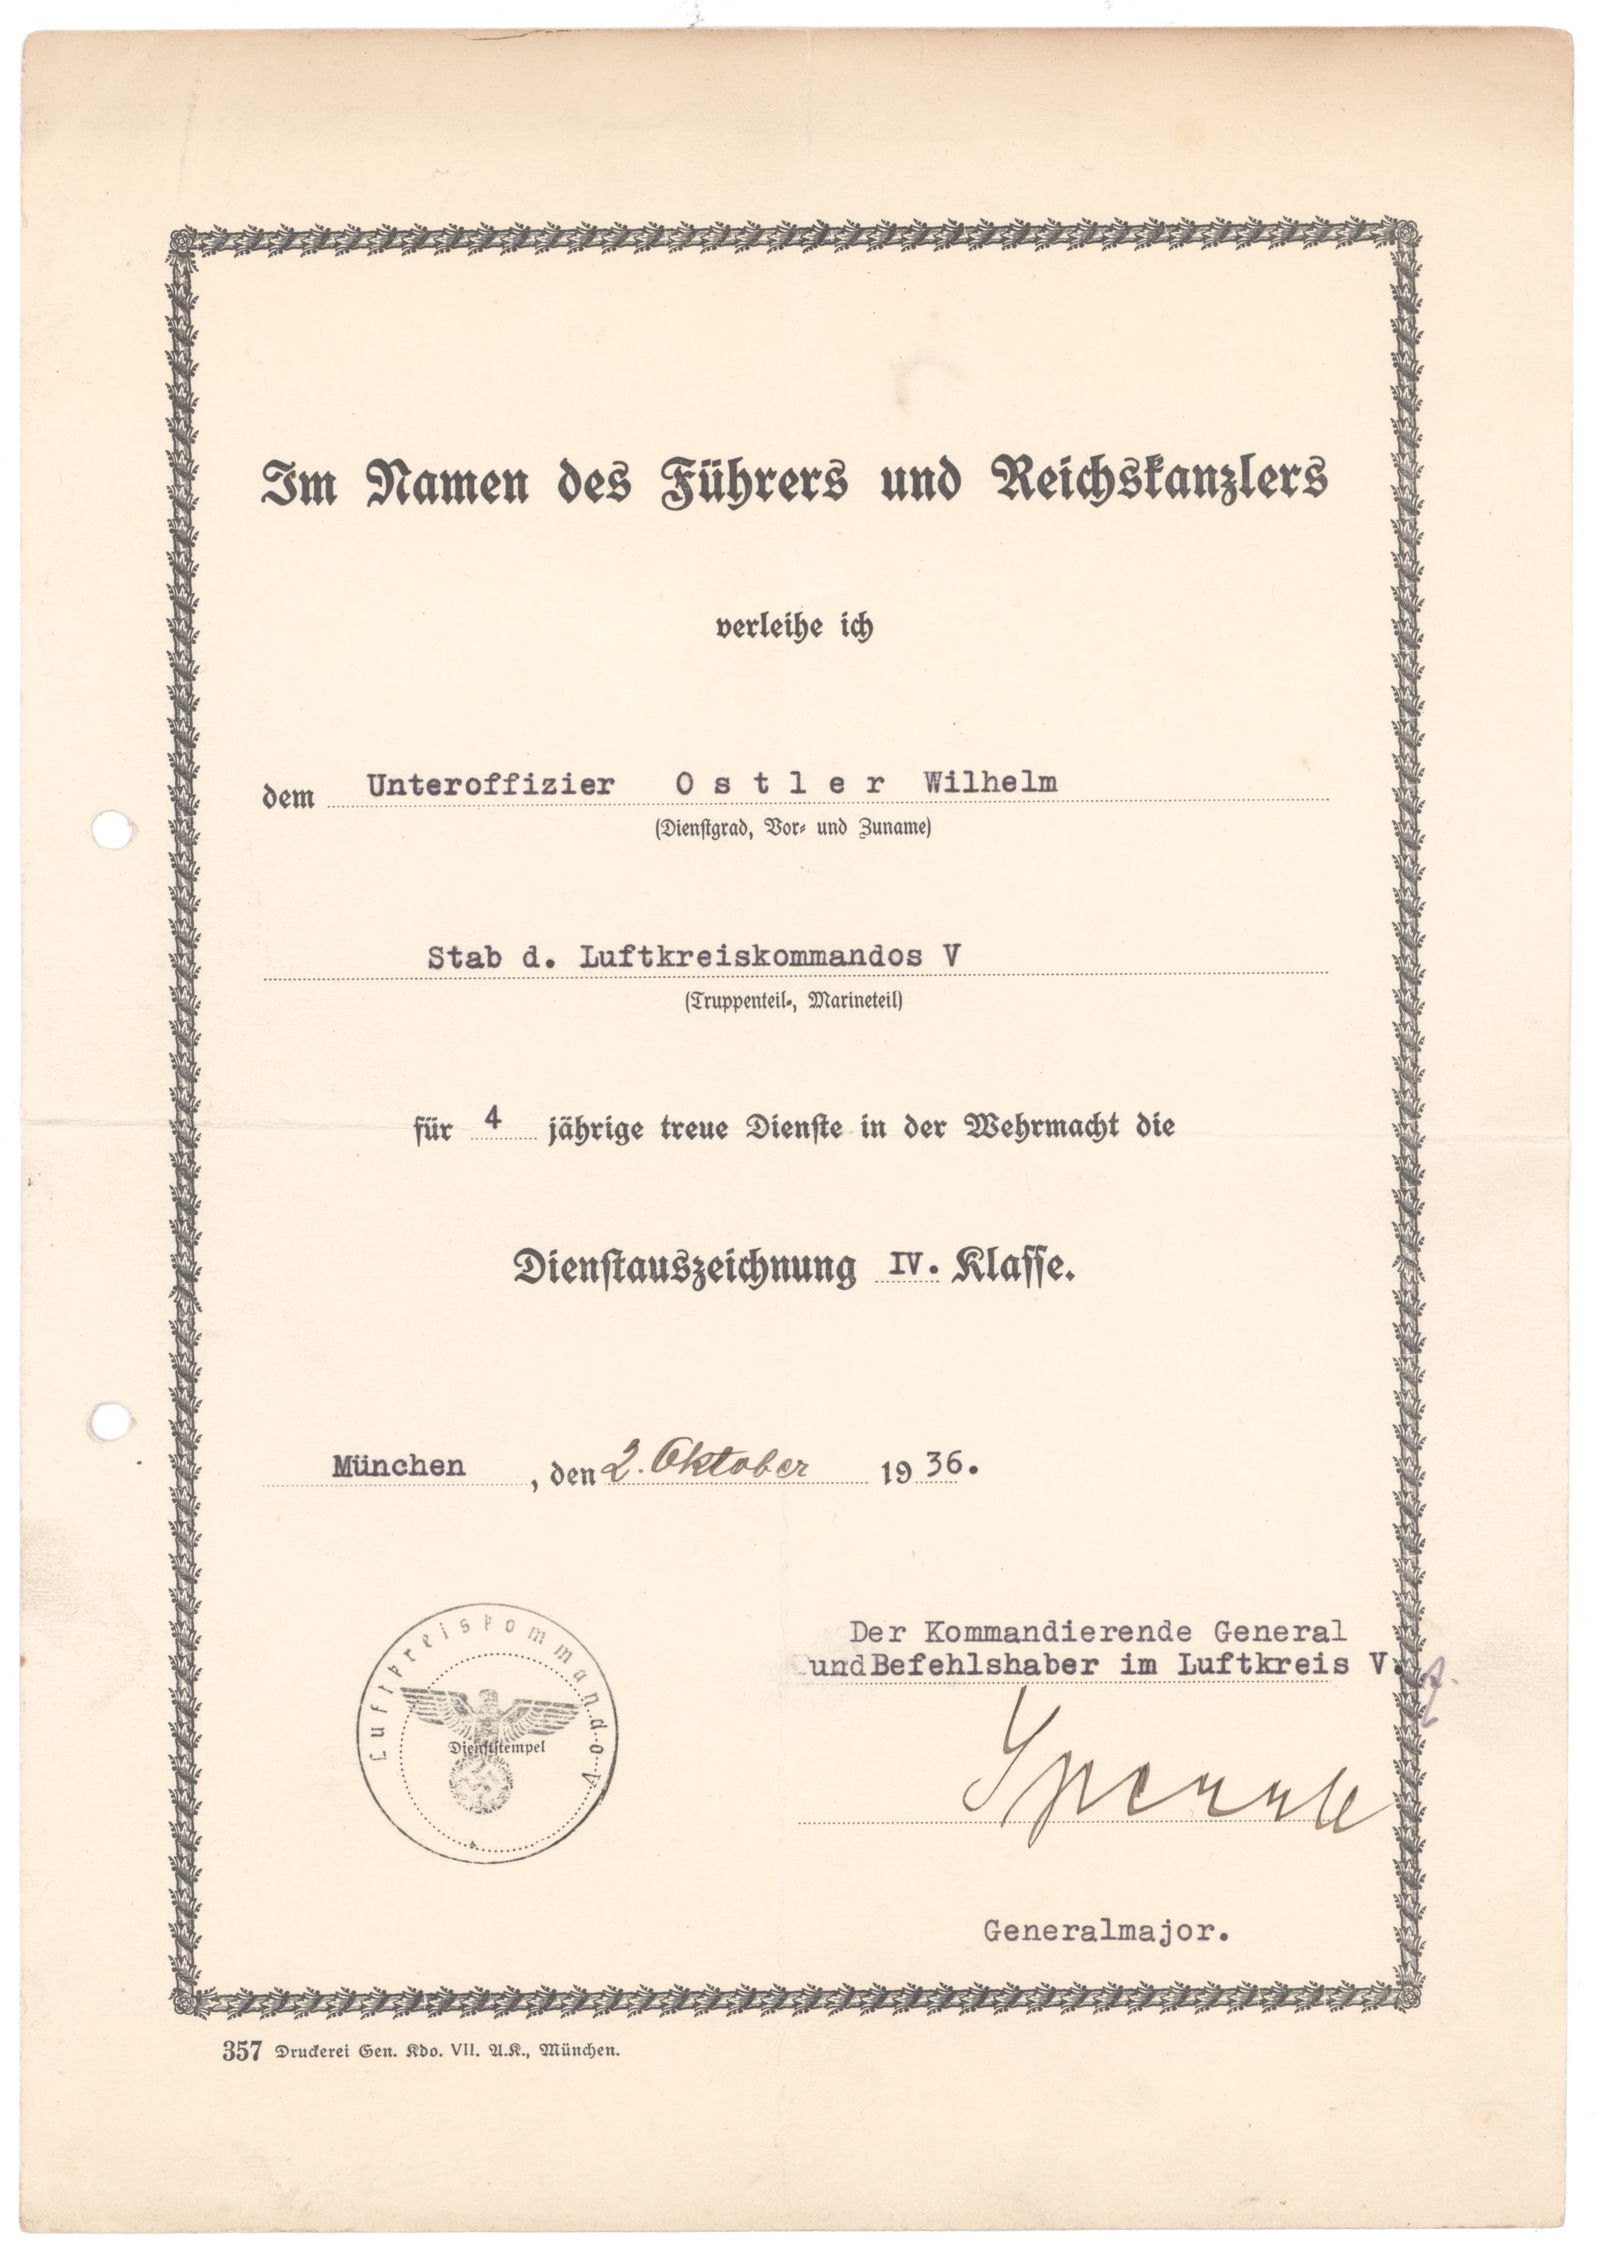 Im Namen des Führers und Reichskanzlers
verleihe ich
dem Unteroffizier Ostler Wilhelm
(Dienstgrad, Vor- und Zuname)
Stab d. Luftkreiskommandos V
(Truppenteil-, Marineteil)
für 4 jährige treue Dienste in der Wehrmacht die
Dienstauszeichnung IV. Klasse.
München, den 2. Oktober 1936.
Der Kommandierende General
und Befehlshaber im Luftkreis V.
Luftkreiskommando V
Dienststempel
Sperrle
Generalmajor.
357 Druckerei Gen. Kdo. VII. A.K., München.